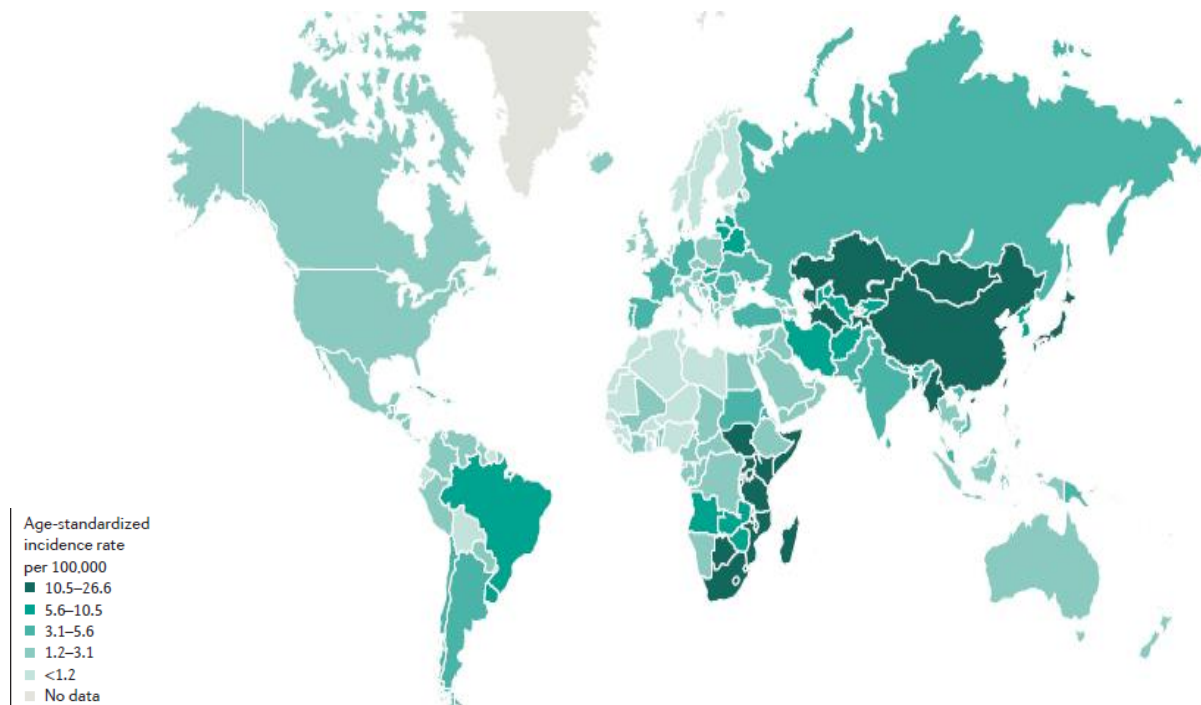 Age-standardized
incidence rate
per 100,000
10.5–26.6
5.6–10.5
3.1–5.6
1.2–3.1
<1.2
No data